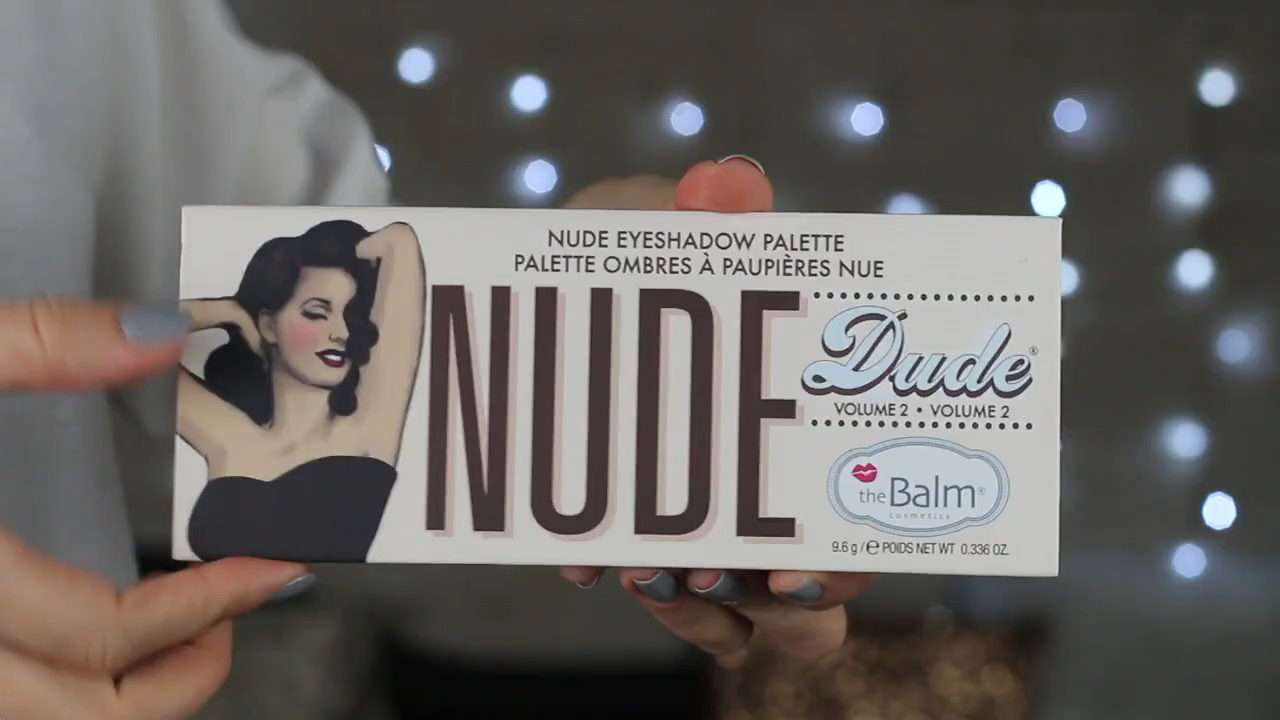 NUDE EYESHADOW PALETTE
PALETTE OMBRES À PAUPIÈRES NUE
NUDE
Dude®
VOLUME 2 • VOLUME 2
theBalm®
cosmetics
9.6 g / ℮ POIDS NET WT 0.336 OZ.